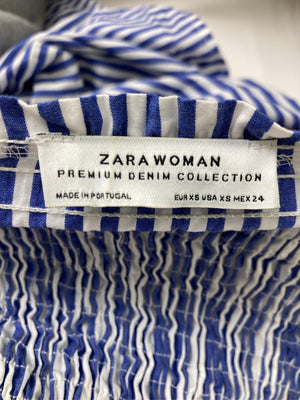 ZARA WOMAN
PREMIUM DENIM COLLECTION
MADE IN PORTUGAL EUR XS USA XS MEX 24